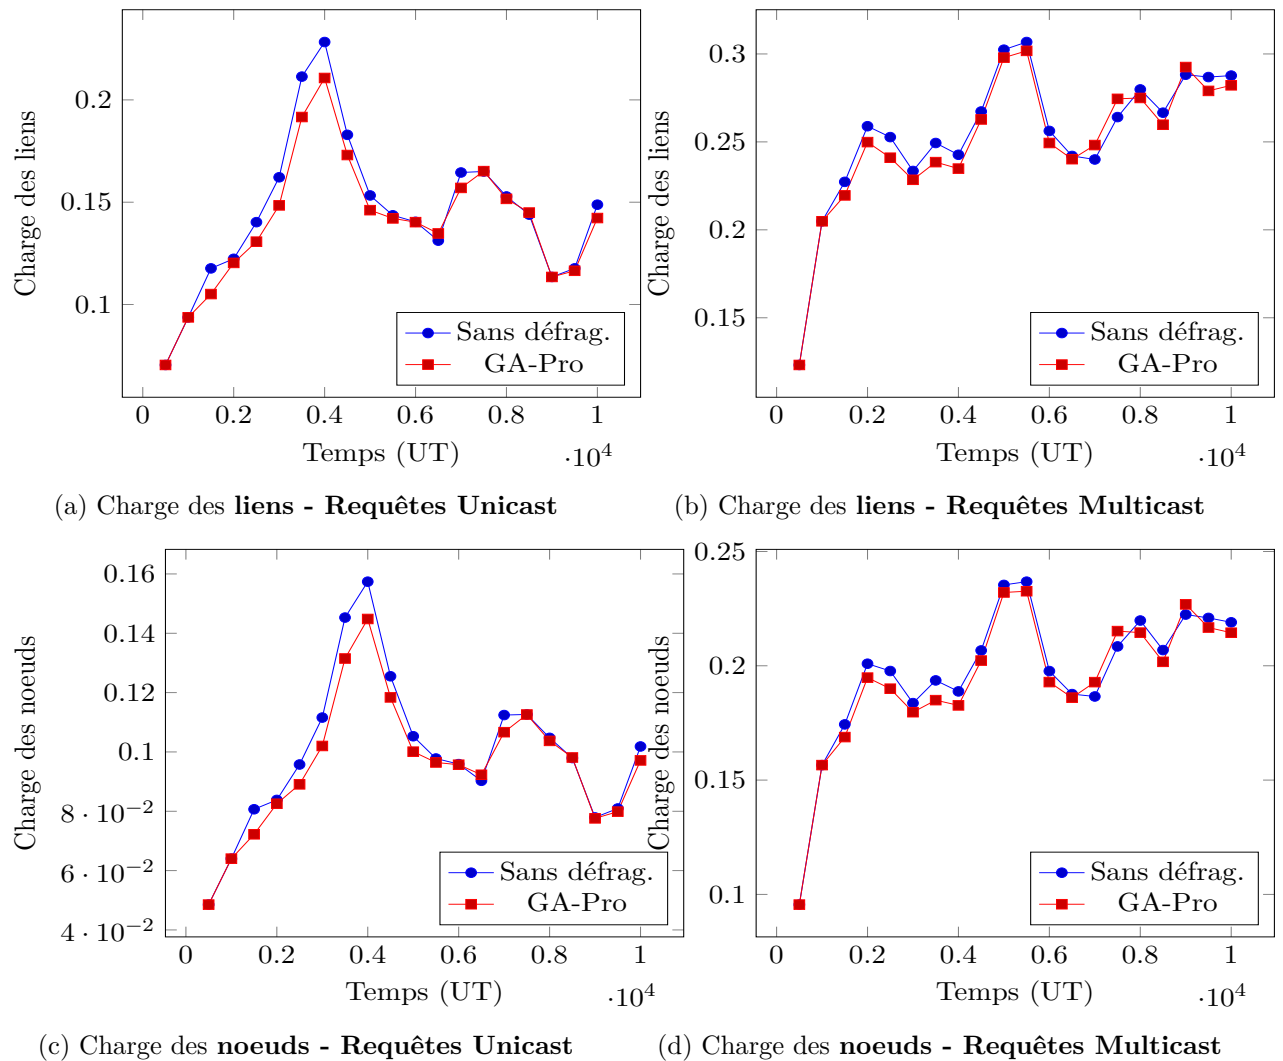 0.2
0.15
0.1
Charge des liens
Sans défrag.
GA-Pro
0 0.2 0.4 0.6 0.8 1
Temps (UT)
·10^4
(a) Charge des liens - Requêtes Unicast
0.3
0.25
0.2
0.15
Charge des liens
Sans défrag.
GA-Pro
0 0.2 0.4 0.6 0.8 1
Temps (UT)
·10^4
(b) Charge des liens - Requêtes Multicast
0.16
0.14
0.12
0.1
8 · 10^−2
6 · 10^−2
4 · 10^−2
Charge des noeuds
Sans défrag.
GA-Pro
0 0.2 0.4 0.6 0.8 1
Temps (UT)
·10^4
(c) Charge des noeuds - Requêtes Unicast
0.25
0.2
0.15
0.1
Charge des noeuds
Sans défrag.
GA-Pro
0 0.2 0.4 0.6 0.8 1
Temps (UT)
·10^4
(d) Charge des noeuds - Requêtes Multicast